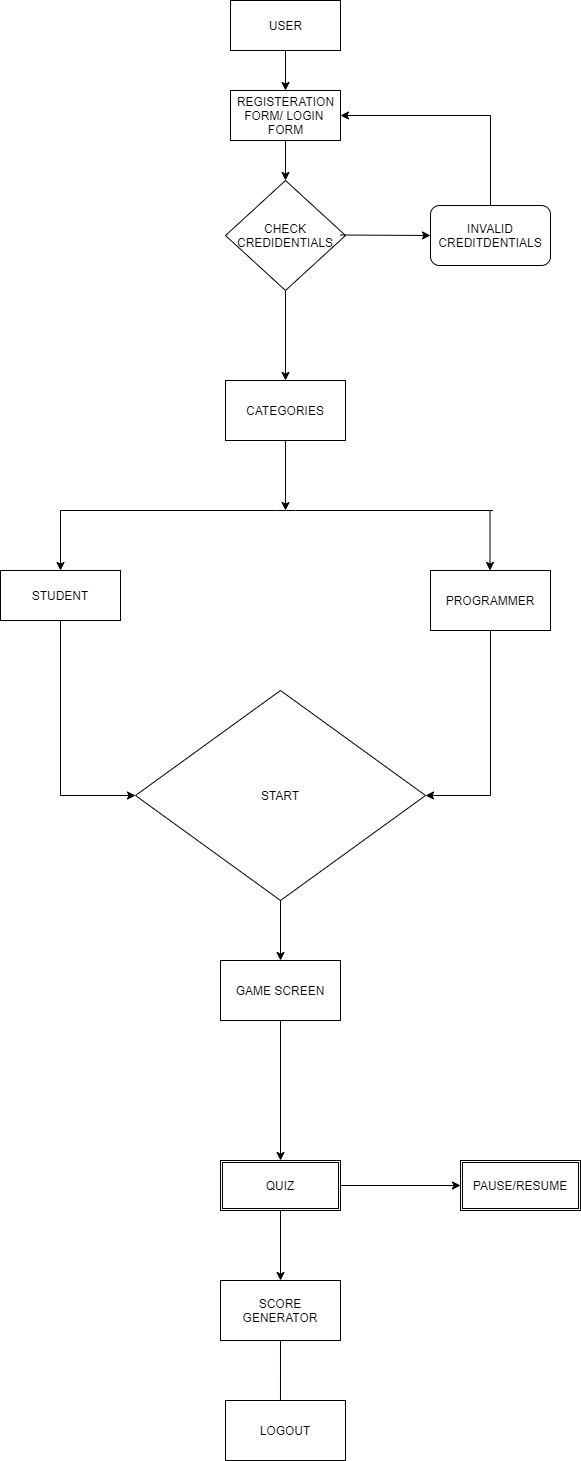 USER
REGISTERATION
FORM/ LOGIN
FORM
CHECK
CREDIDENTIALS
INVALID
CREDITDENTIALS
CATEGORIES
STUDENT
PROGRAMMER
START
GAME SCREEN
QUIZ
PAUSE/RESUME
SCORE
GENERATOR
LOGOUT